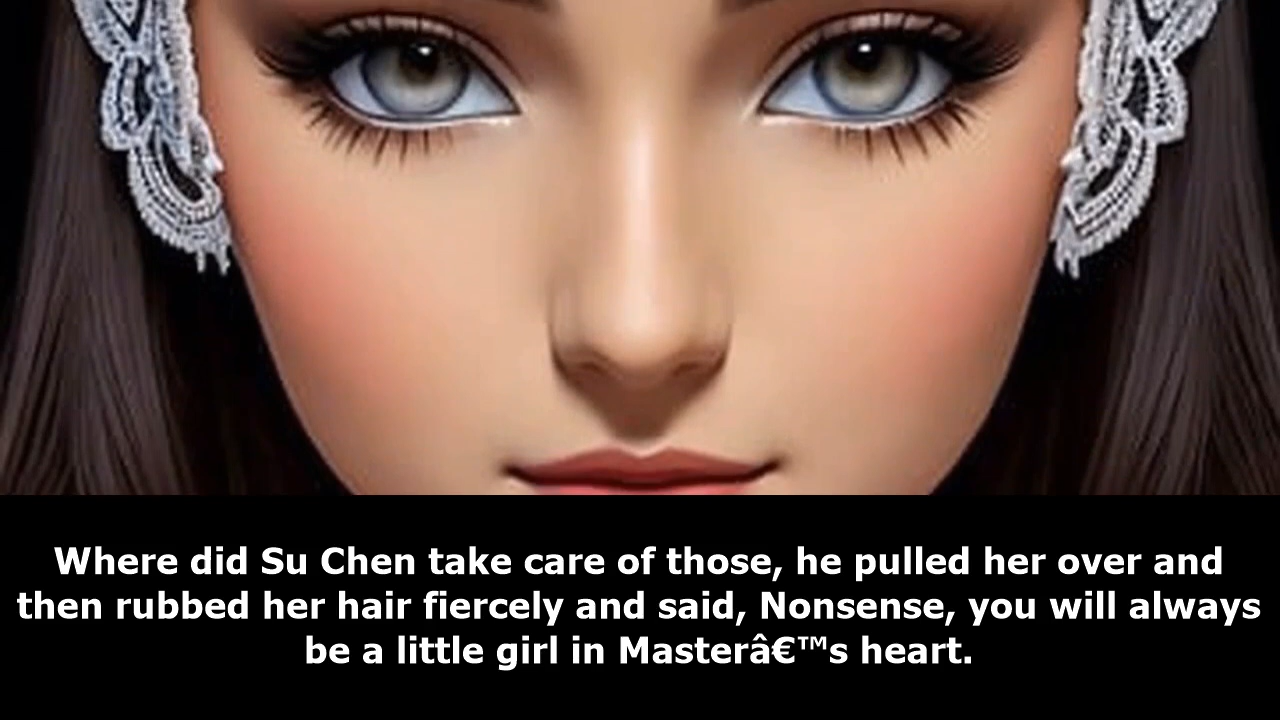 Where did Su Chen take care of those, he pulled her over and
then rubbed her hair fiercely and said, Nonsense, you will always
be a little girl in Masterâ€™s heart.